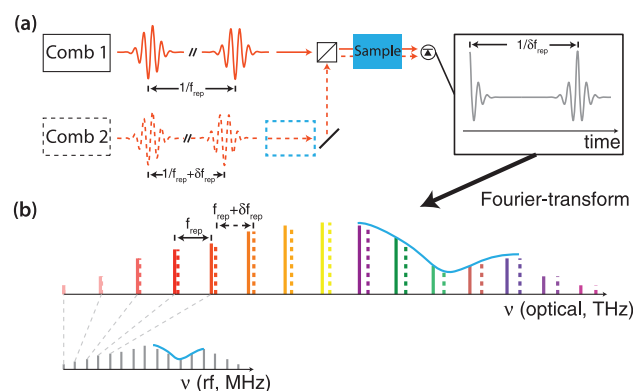 (a)
Comb 1
1/f_rep
Sample
1/δf_rep
time
Comb 2
1/f_rep+δf_rep
Fourier-transform
(b)
f_rep
f_rep+δf_rep
ν (optical, THz)
ν (rf, MHz)